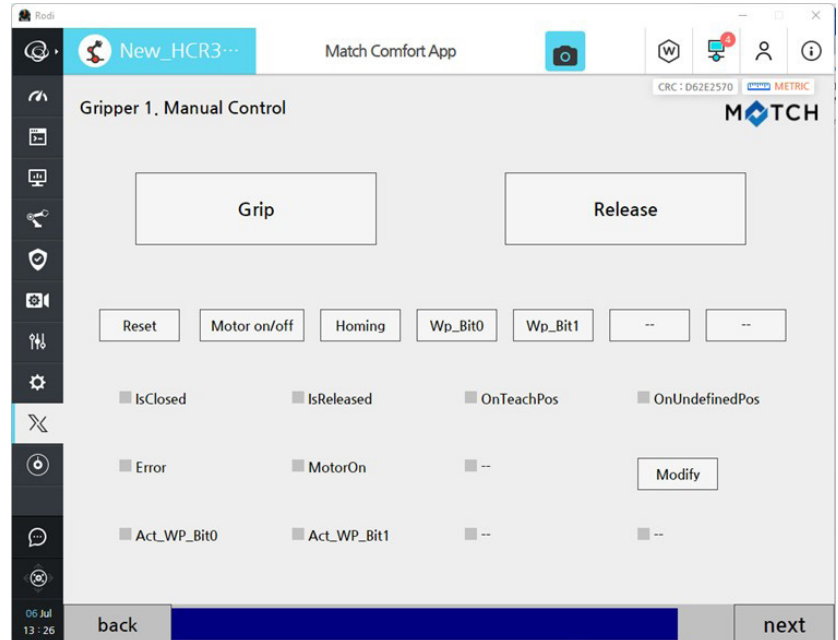 Rodi
New_HCR3···
Match Comfort App
W
4
CRC : D62E2570
METRIC
Gripper 1. Manual Control
MATCH
Grip
Release
Reset
Motor on/off
Homing
Wp_Bit0
Wp_Bit1
--
--
IsClosed
IsReleased
OnTeachPos
OnUndefinedPos
Error
MotorOn
--
Modify
Act_WP_Bit0
Act_WP_Bit1
--
--
06 Jul
13 : 26
back
next